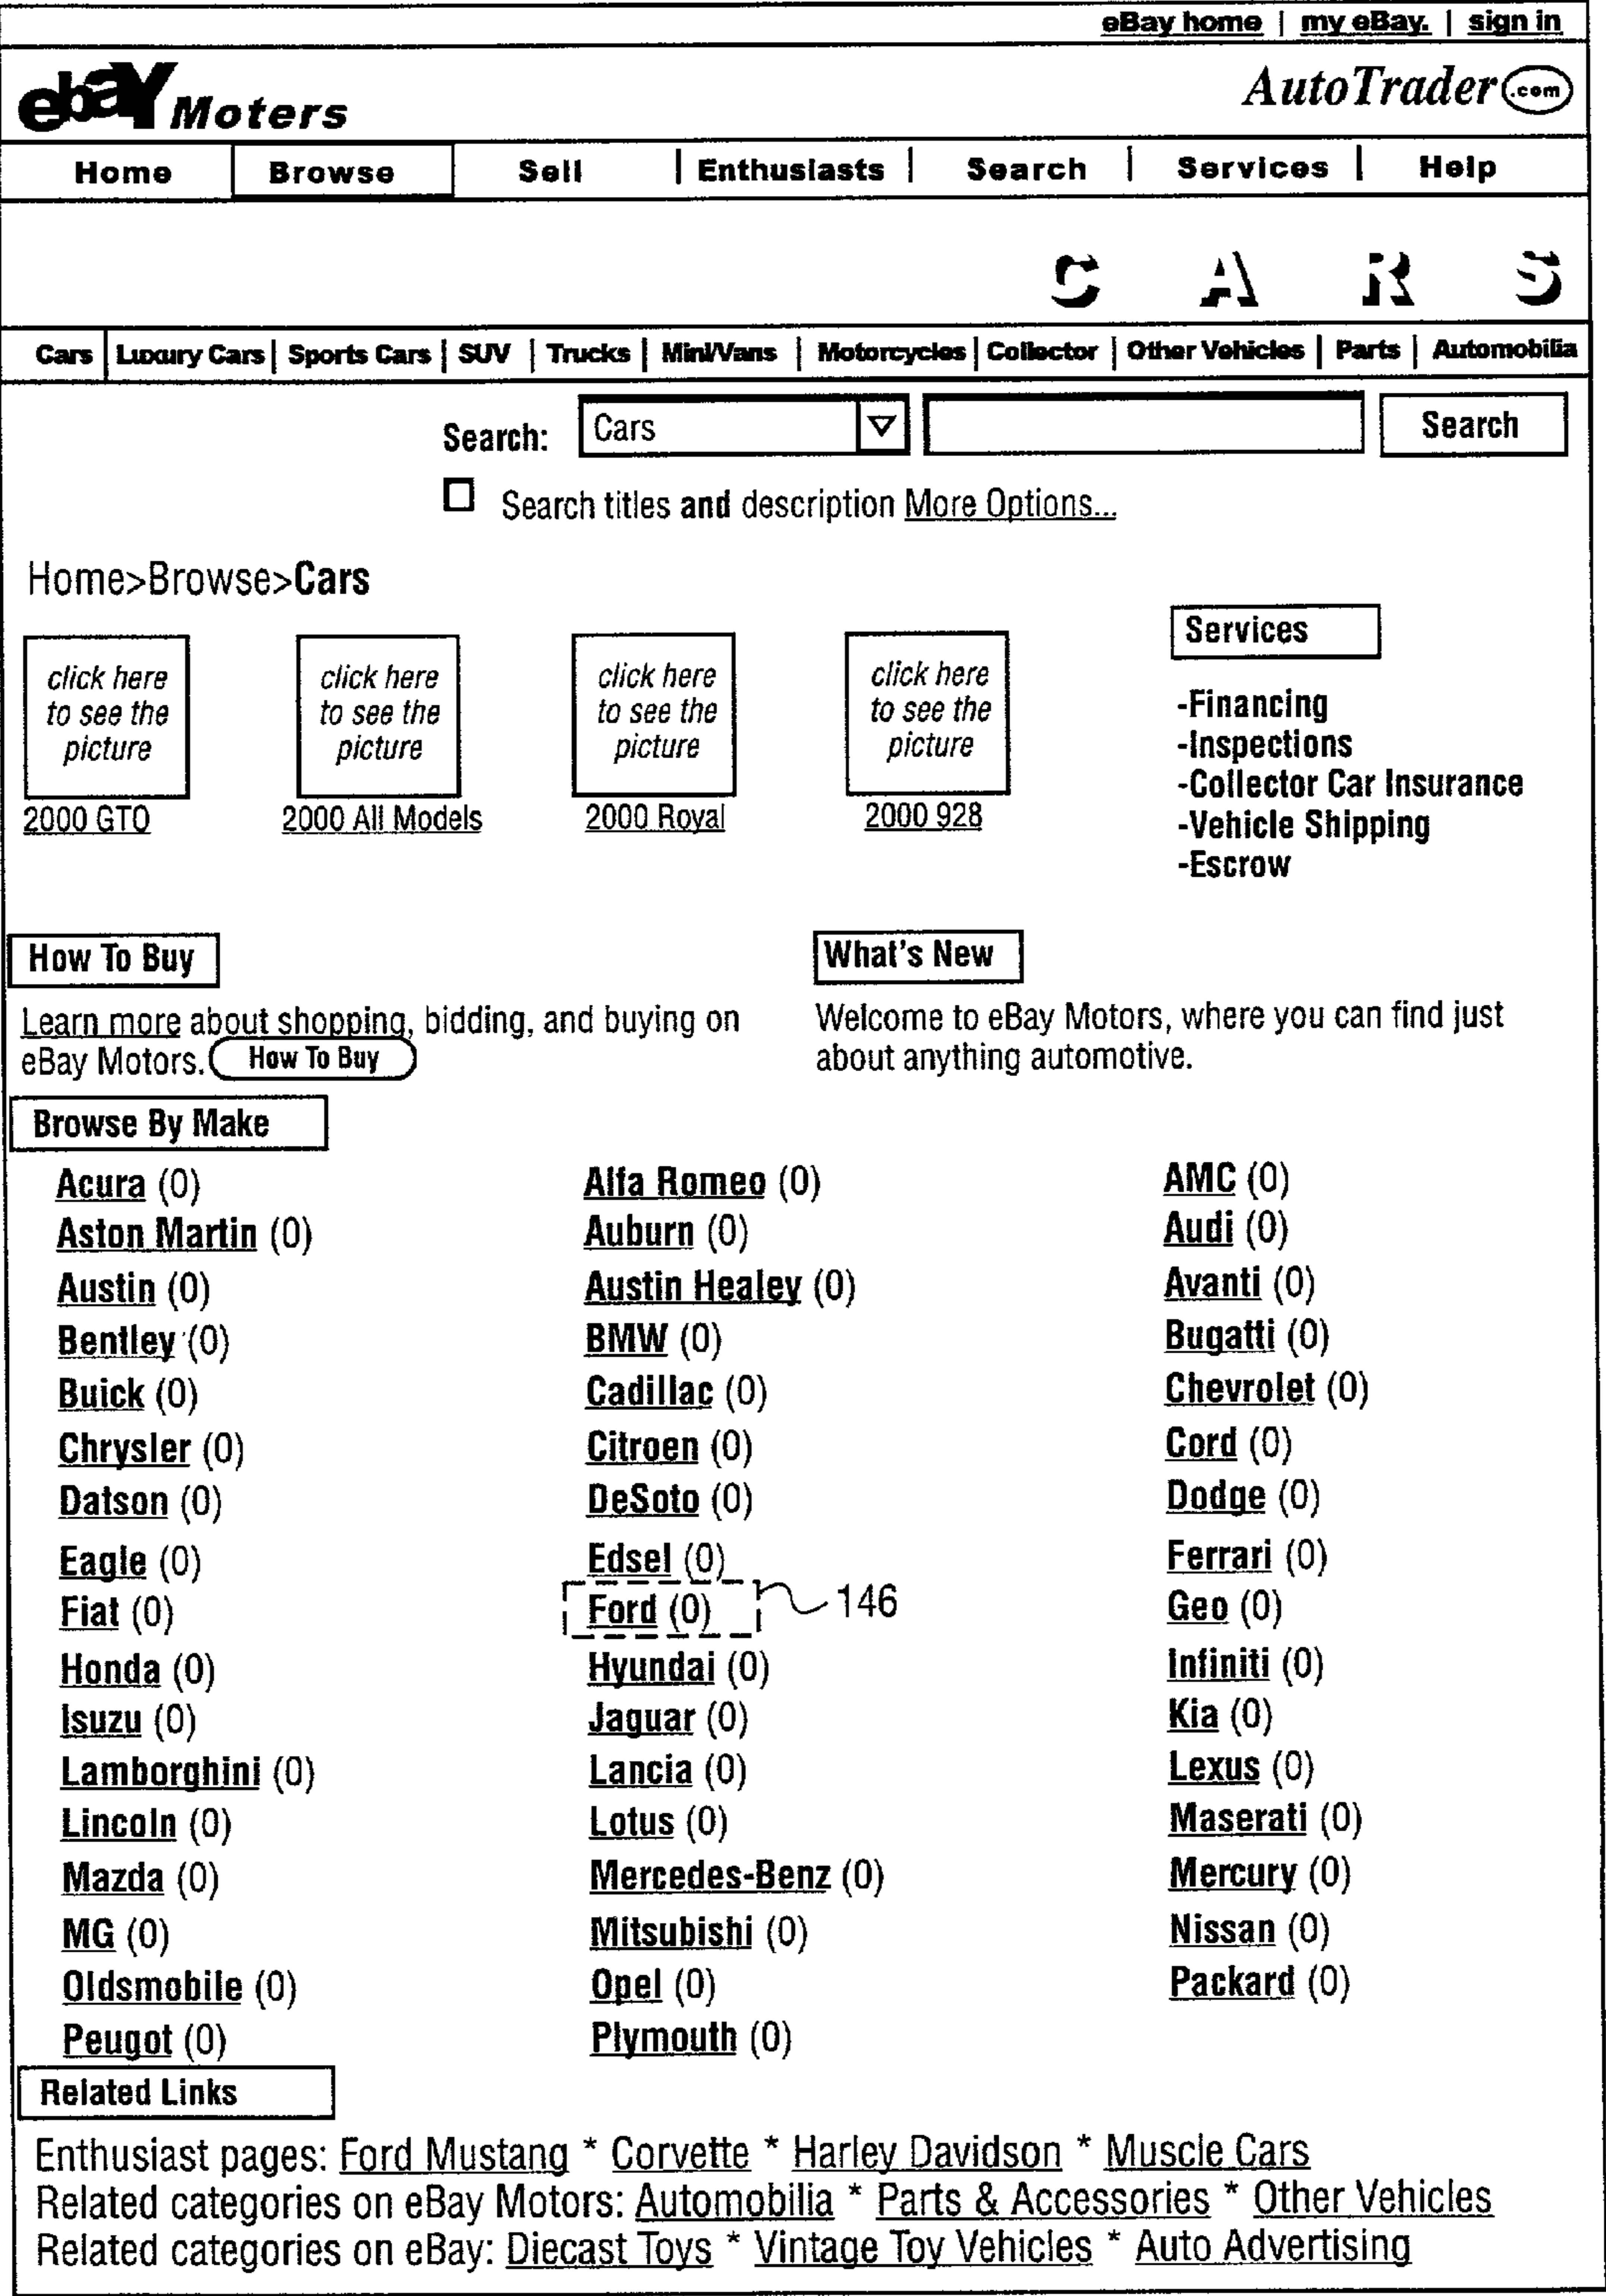 eBay home | my eBay. | sign in
ebay Moters
AutoTrader .com
Home Browse Sell | Enthusiasts | Search | Services | Help
C A R S
Cars | Luxury Cars | Sports Cars | SUV | Trucks | Mini/Vans | Motorcycles | Collector | Other Vehicles | Parts | Automobilia
Search: Cars Search
Search titles and description More Options...
Home>Browse>Cars
click here to see the picture
2000 GTO
click here to see the picture
2000 All Models
click here to see the picture
2000 Royal
click here to see the picture
2000 928
Services
-Financing
-Inspections
-Collector Car Insurance
-Vehicle Shipping
-Escrow
How To Buy
Learn more about shopping, bidding, and buying on
eBay Motors. How To Buy
What's New
Welcome to eBay Motors, where you can find just
about anything automotive.
Browse By Make
Acura (0) Alfa Romeo (0) AMC (0)
Aston Martin (0) Auburn (0) Audi (0)
Austin (0) Austin Healey (0) Avanti (0)
Bentley (0) BMW (0) Bugatti (0)
Buick (0) Cadillac (0) Chevrolet (0)
Chrysler (0) Citroen (0) Cord (0)
Datson (0) DeSoto (0) Dodge (0)
Eagle (0) Edsel (0) Ferrari (0)
Fiat (0) Ford (0) 146 Geo (0)
Honda (0) Hyundai (0) Infiniti (0)
Isuzu (0) Jaguar (0) Kia (0)
Lamborghini (0) Lancia (0) Lexus (0)
Lincoln (0) Lotus (0) Maserati (0)
Mazda (0) Mercedes-Benz (0) Mercury (0)
MG (0) Mitsubishi (0) Nissan (0)
Oldsmobile (0) Opel (0) Packard (0)
Peugot (0) Plymouth (0)
Related Links
Enthusiast pages: Ford Mustang * Corvette * Harley Davidson * Muscle Cars
Related categories on eBay Motors: Automobilia * Parts & Accessories * Other Vehicles
Related categories on eBay: Diecast Toys * Vintage Toy Vehicles * Auto Advertising